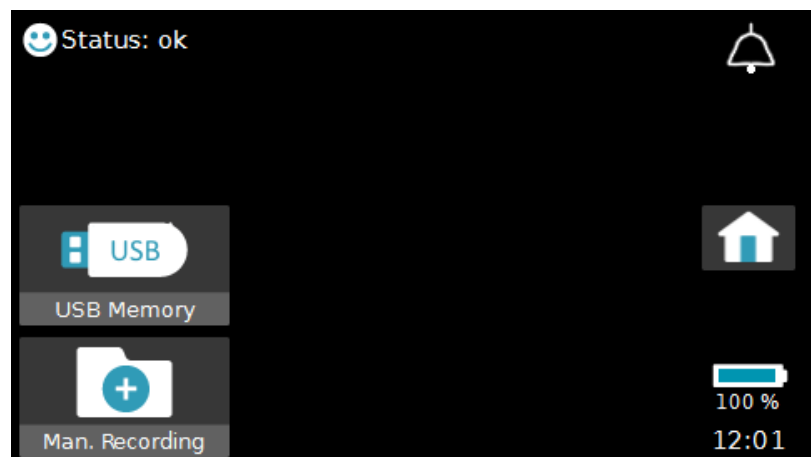 Status: ok
USB
USB Memory
Man. Recording
100 %
12:01